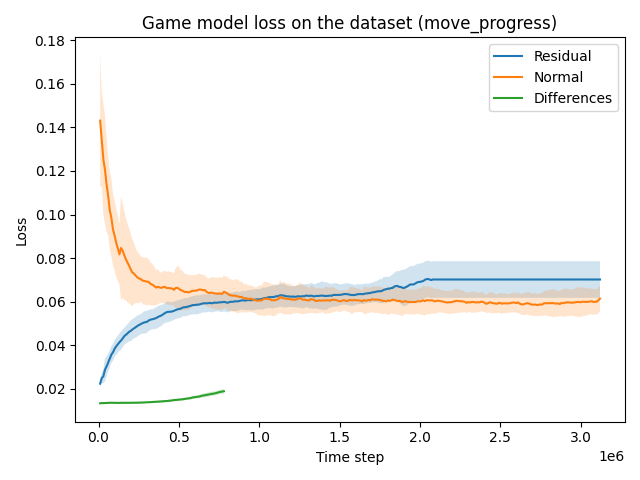 Game model loss on the dataset (move_progress)
0.18
0.16
0.14
0.12
0.10
0.08
0.06
0.04
0.02
Loss
Residual
Normal
Differences
0.0 0.5 1.0 1.5 2.0 2.5 3.0
1e6
Time step